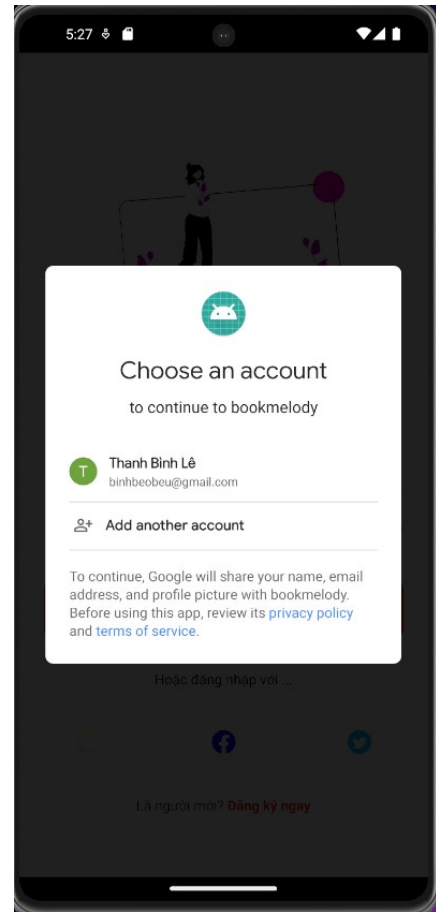 5:27
Choose an account
to continue to bookmelody
T
Thanh Bình Lê
binhbeobeu@gmail.com
Add another account
To continue, Google will share your name, email
address, and profile picture with bookmelody.
Before using this app, review its privacy policy
and terms of service.
Hoặc đăng nhập với ...
Là người mới? Đăng ký ngay